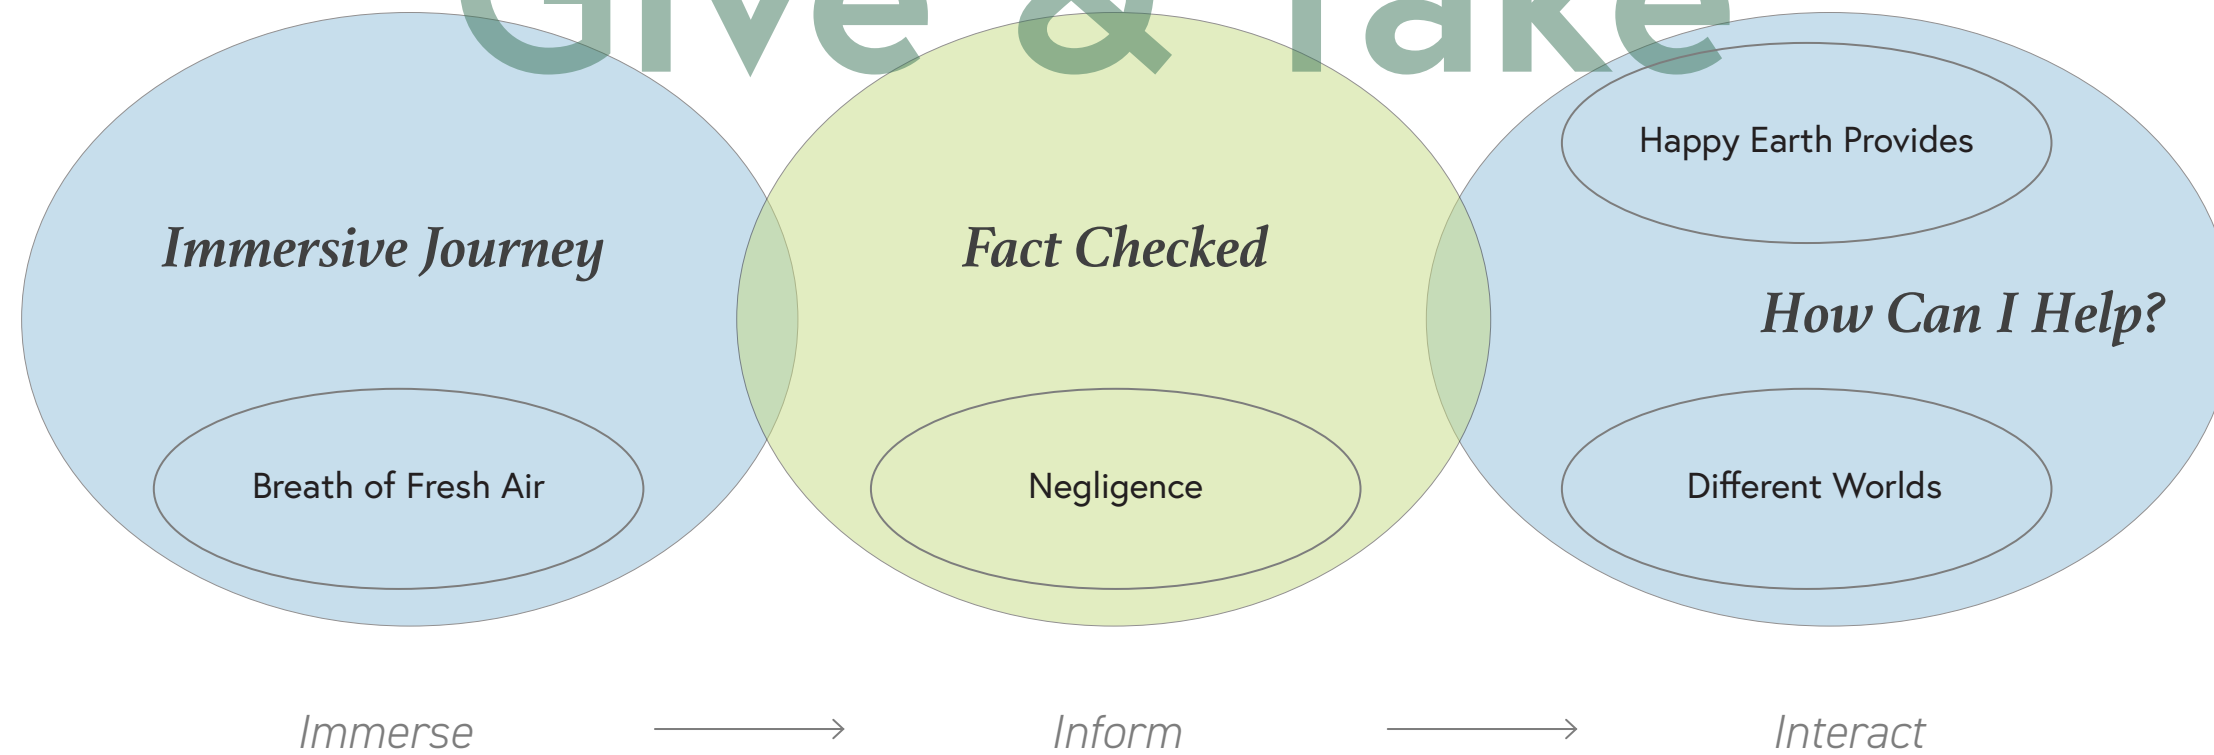 Give & Take
Happy Earth Provides
Immersive Journey
Fact Checked
How Can I Help?
Breath of Fresh Air
Negligence
Different Worlds
Immerse
Inform
Interact